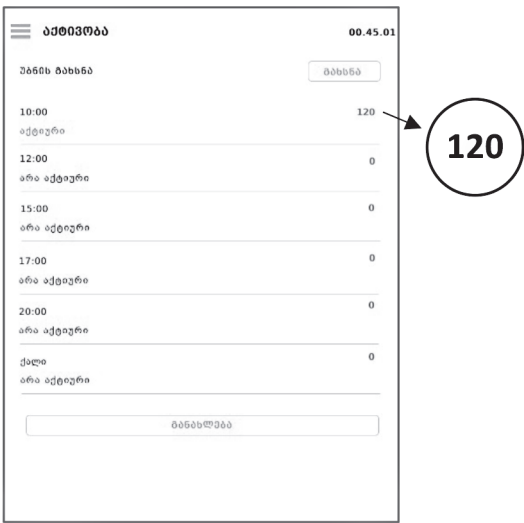 აქტივობა 00.45.01
უბნის გახსნა გახსნა
10:00 120
აქტიური
120
12:00 0
არა აქტიური
15:00 0
არა აქტიური
17:00 0
არა აქტიური
20:00 0
არა აქტიური
ქალი 0
არა აქტიური
განახლება